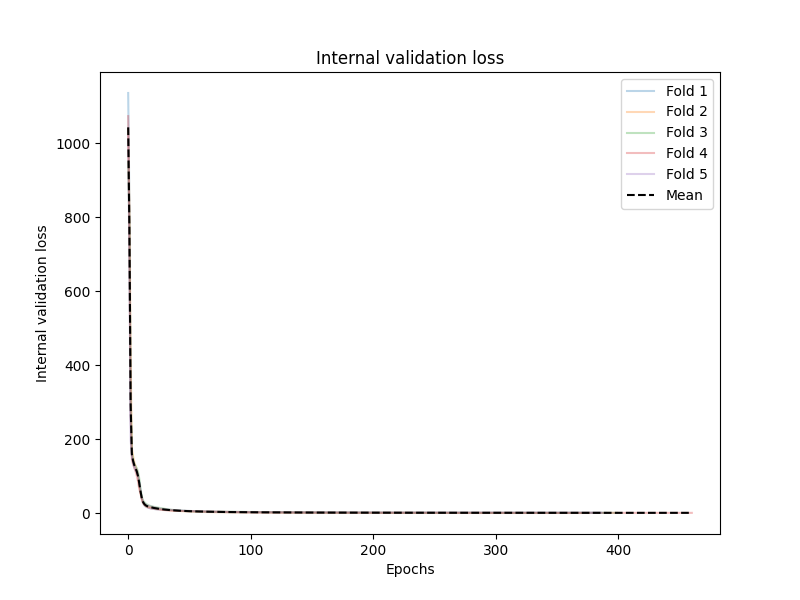 Internal validation loss
Fold 1
Fold 2
Fold 3
Fold 4
Fold 5
Mean
1000
800
600
400
200
0
Internal validation loss
0 100 200 300 400
Epochs